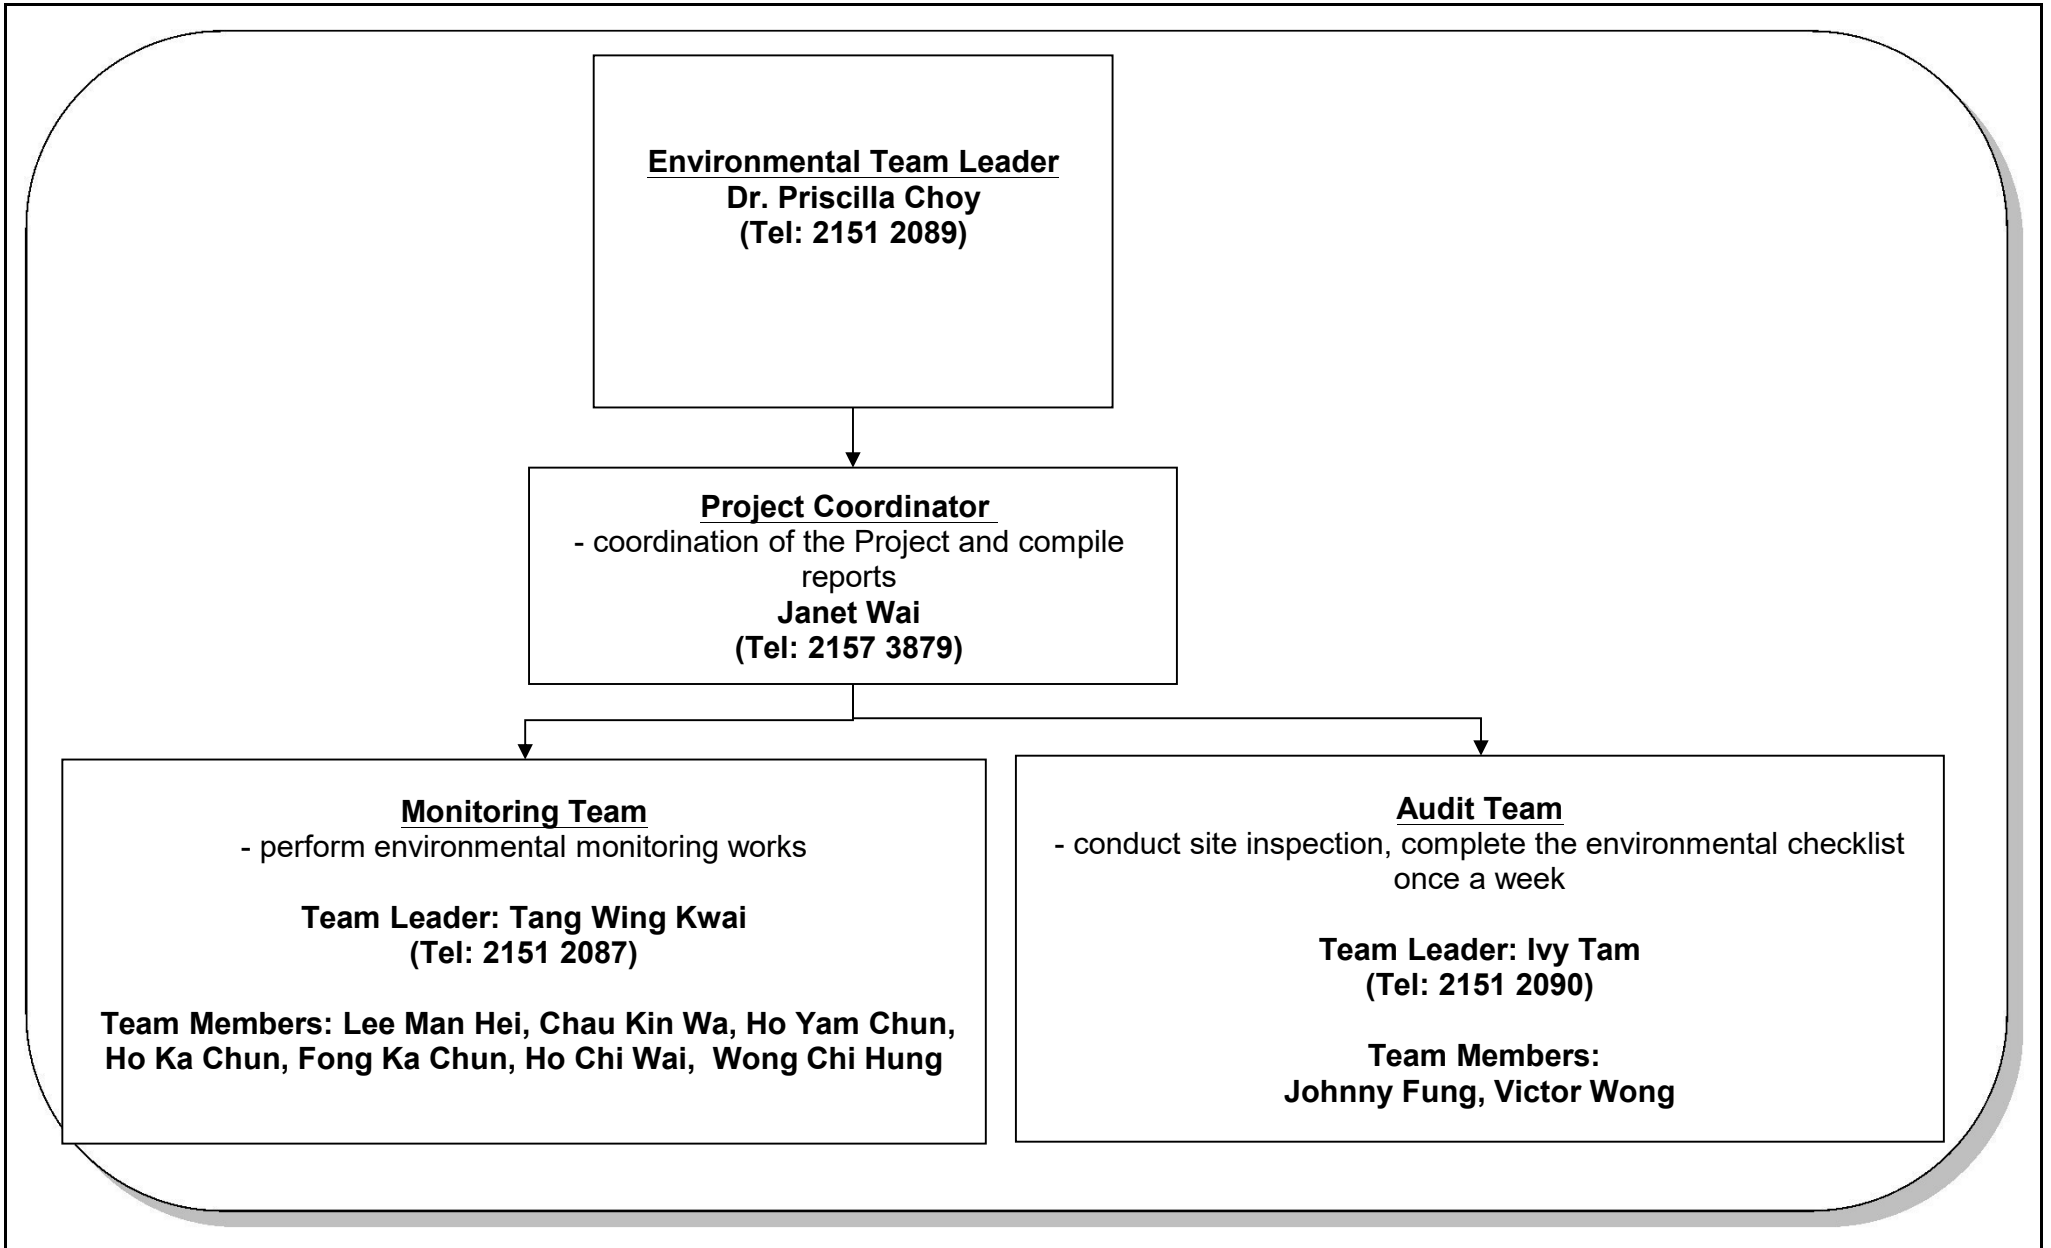 Environmental Team Leader
Dr. Priscilla Choy
(Tel: 2151 2089)
Project Coordinator
- coordination of the Project and compile
reports
Janet Wai
(Tel: 2157 3879)
Monitoring Team
- perform environmental monitoring works
Team Leader: Tang Wing Kwai
(Tel: 2151 2087)
Team Members: Lee Man Hei, Chau Kin Wa, Ho Yam Chun,
Ho Ka Chun, Fong Ka Chun, Ho Chi Wai,  Wong Chi Hung
Audit Team
- conduct site inspection, complete the environmental checklist
once a week
Team Leader: Ivy Tam
(Tel: 2151 2090)
Team Members:
Johnny Fung, Victor Wong